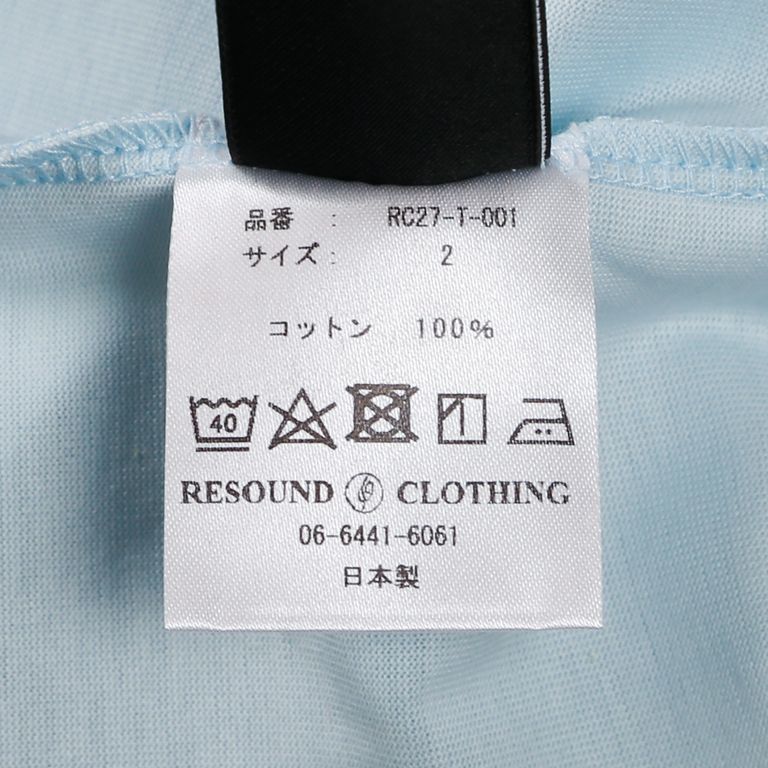 品番 : RC27-T-001
サイズ: 2
コットン 100%
40
RESOUND CLOTHING
06-6441-6061
日本製